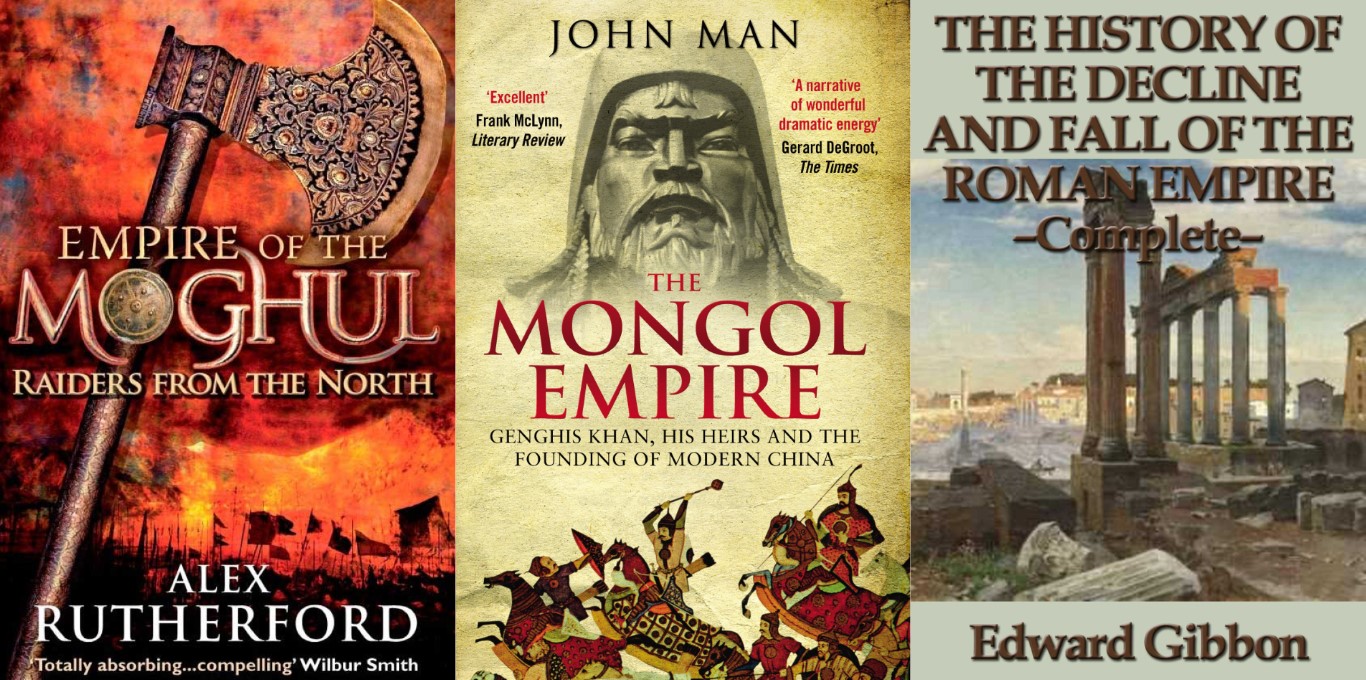 EMPIRE OF THE
MOGHUL
RAIDERS FROM THE NORTH
ALEX
RUTHERFORD
'Totally absorbing...compelling' Wilbur Smith
JOHN MAN
'Excellent'
Frank McLynn,
Literary Review
'A narrative
of wonderful
dramatic energy'
Gerard DeGroot,
The Times
THE
MONGOL
EMPIRE
GENGHIS KHAN, HIS HEIRS AND THE
FOUNDING OF MODERN CHINA
THE HISTORY OF
THE DECLINE
AND FALL OF THE
ROMAN EMPIRE
–Complete–
Edward Gibbon